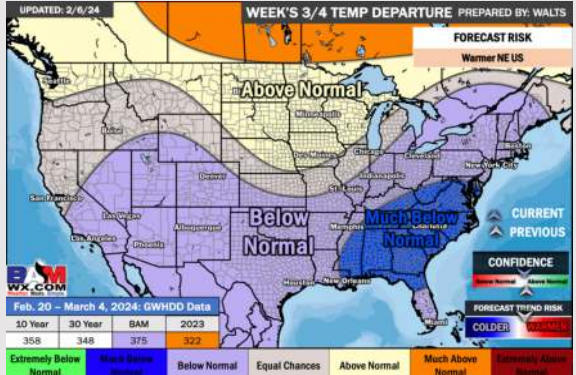 UPDATED: 2/6/24
WEEK'S 3/4 TEMP DEPARTURE
PREPARED BY: WALTS
FORECAST RISK
Warmer NE US
Seattle
Above Normal
Minneapolis
Boise
Des Moines
Chicago
Boston
Cleveland
New York City
Denver
Indianapolis
San Francisco
St. Louis
Las Vegas
Below
Normal
Much Below
Normal
Charlotte
Los Angeles
Albuquerque
Memphis
Phoenix
CURRENT
PREVIOUS
Houston
New Orleans
Miami
CONFIDENCE
Below Normal
Above Normal
BAM
WX.COM
Feb. 20 – March 4, 2024: GWHDD Data
FORECAST TREND RISK
COLDER
WARMER
10 Year 30 Year BAM 2023
358 348 375 322
Extremely Below Normal
Much Below Normal
Below Normal
Equal Chances
Above Normal
Much Above Normal
Extremely Above Normal